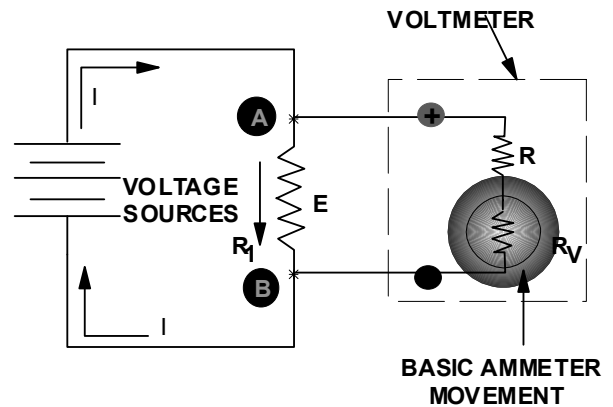 VOLTMETER
I
A
+
R
VOLTAGE
SOURCES
E
R1
RV
B
I
BASIC AMMETER
MOVEMENT